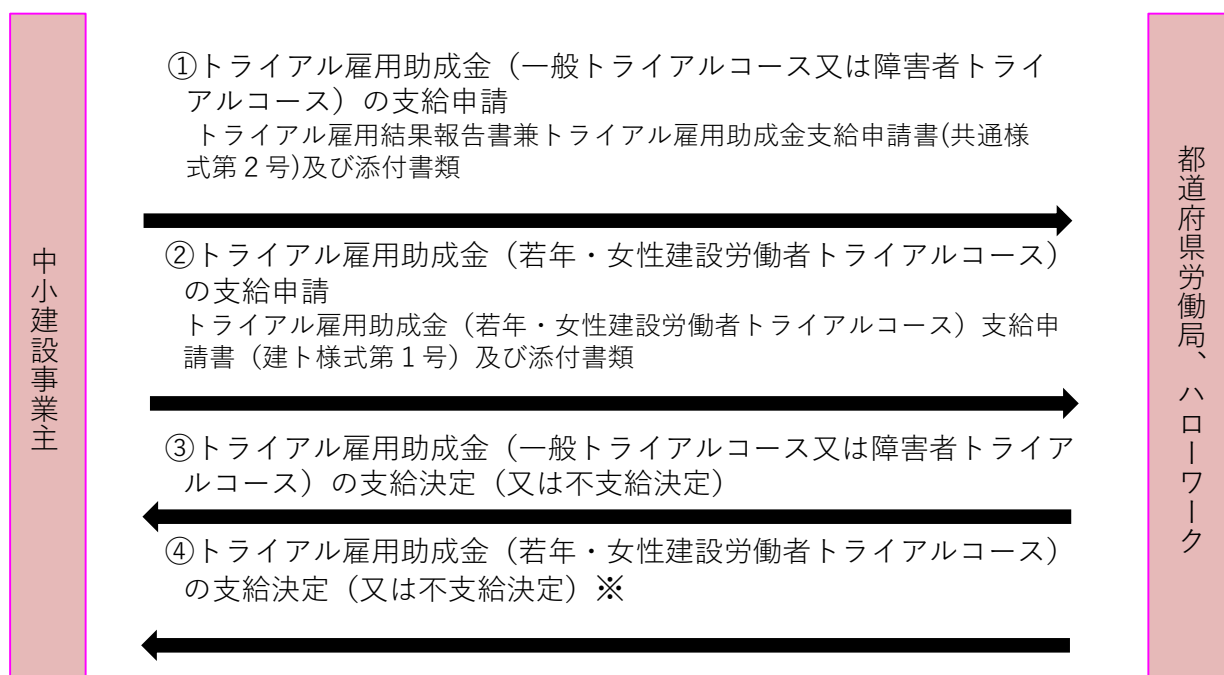 中小建設事業主
①トライアル雇用助成金（一般トライアルコース又は障害者トライ
アルコース）の支給申請
トライアル雇用結果報告書兼トライアル雇用助成金支給申請書(共通様
式第２号)及び添付書類
②トライアル雇用助成金（若年・女性建設労働者トライアルコース）
の支給申請
トライアル雇用助成金（若年・女性建設労働者トライアルコース）支給申
請書（建ト様式第１号）及び添付書類
③トライアル雇用助成金（一般トライアルコース又は障害者トライア
ルコース）の支給決定（又は不支給決定）
④トライアル雇用助成金（若年・女性建設労働者トライアルコース）
の支給決定（又は不支給決定）※
都道府県労働局、ハローワーク